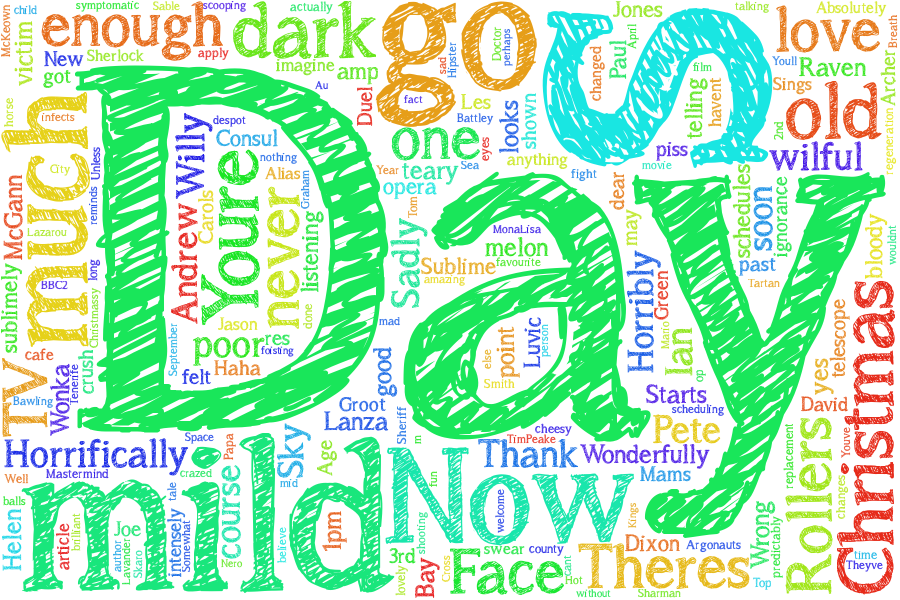 McKeown
child
symptomatic
Sable
scooping
actually
enough
dark
go
S
Jones
talking
Absolutely
love
Breath
victim
New
Sherlock
apply
imagine
amp
sad
Hipster
Doctor
perhaps
changed
Paul
April
film
Youll
Raven
Archer
got
Au
Duel
fact
Les
Battley
looks
shown
telling
havent
Sings
2nd
old
regeneration
horse
infects
much
City
D
Andrew
Willy
despot
Consul
nothing
Alias
Graham
one
eyes
anything
teary
Year
opera
Sea
fight
piss
movie
wilful
McGann
Lazarou
reminds
Unless
Youre
Carols
never
listening
Tom
Sadly
a
MonaLisa
melon
favourite
Sublime
amazing
dear
may
y
schedules
soon
ignorance
past
Tartan
bloody
wouldnt
sublimely
BBC2
long
Christmassy
September
Jason
done
mad
Horribly
Green
Mario
Ian
op
telescope
Christmas
TV
cafe
crush
poor
res
foisting
felt
Haha
good
else
Smith
point
Luvic
person
Starts
scheduling
yes
David
Bawling
Wonka
Tenerife
Groot
Lanza
Sheriff
cheesy
TimPeake
Pete
Rollers
Youve
Horrifically
Space
Papa
Sky
Age
m
Thank
Wonderfully
Mams
replacement
changes
Well
Mastermind
crazed
mid
fun
Now
welcome
Kings
Wrong
predictably
balls
Helen
mild
tale
course
1pm
shooting
Dixon
Argonauts
article
brilliant
Joe
author
Lavander
Skaro
intensely
Somewhat
Nero
believe
3rd
lovely
Bay
Cross
swear
county
Face
can
Hot
Theres
without
Sharman
Top
time
Theyve